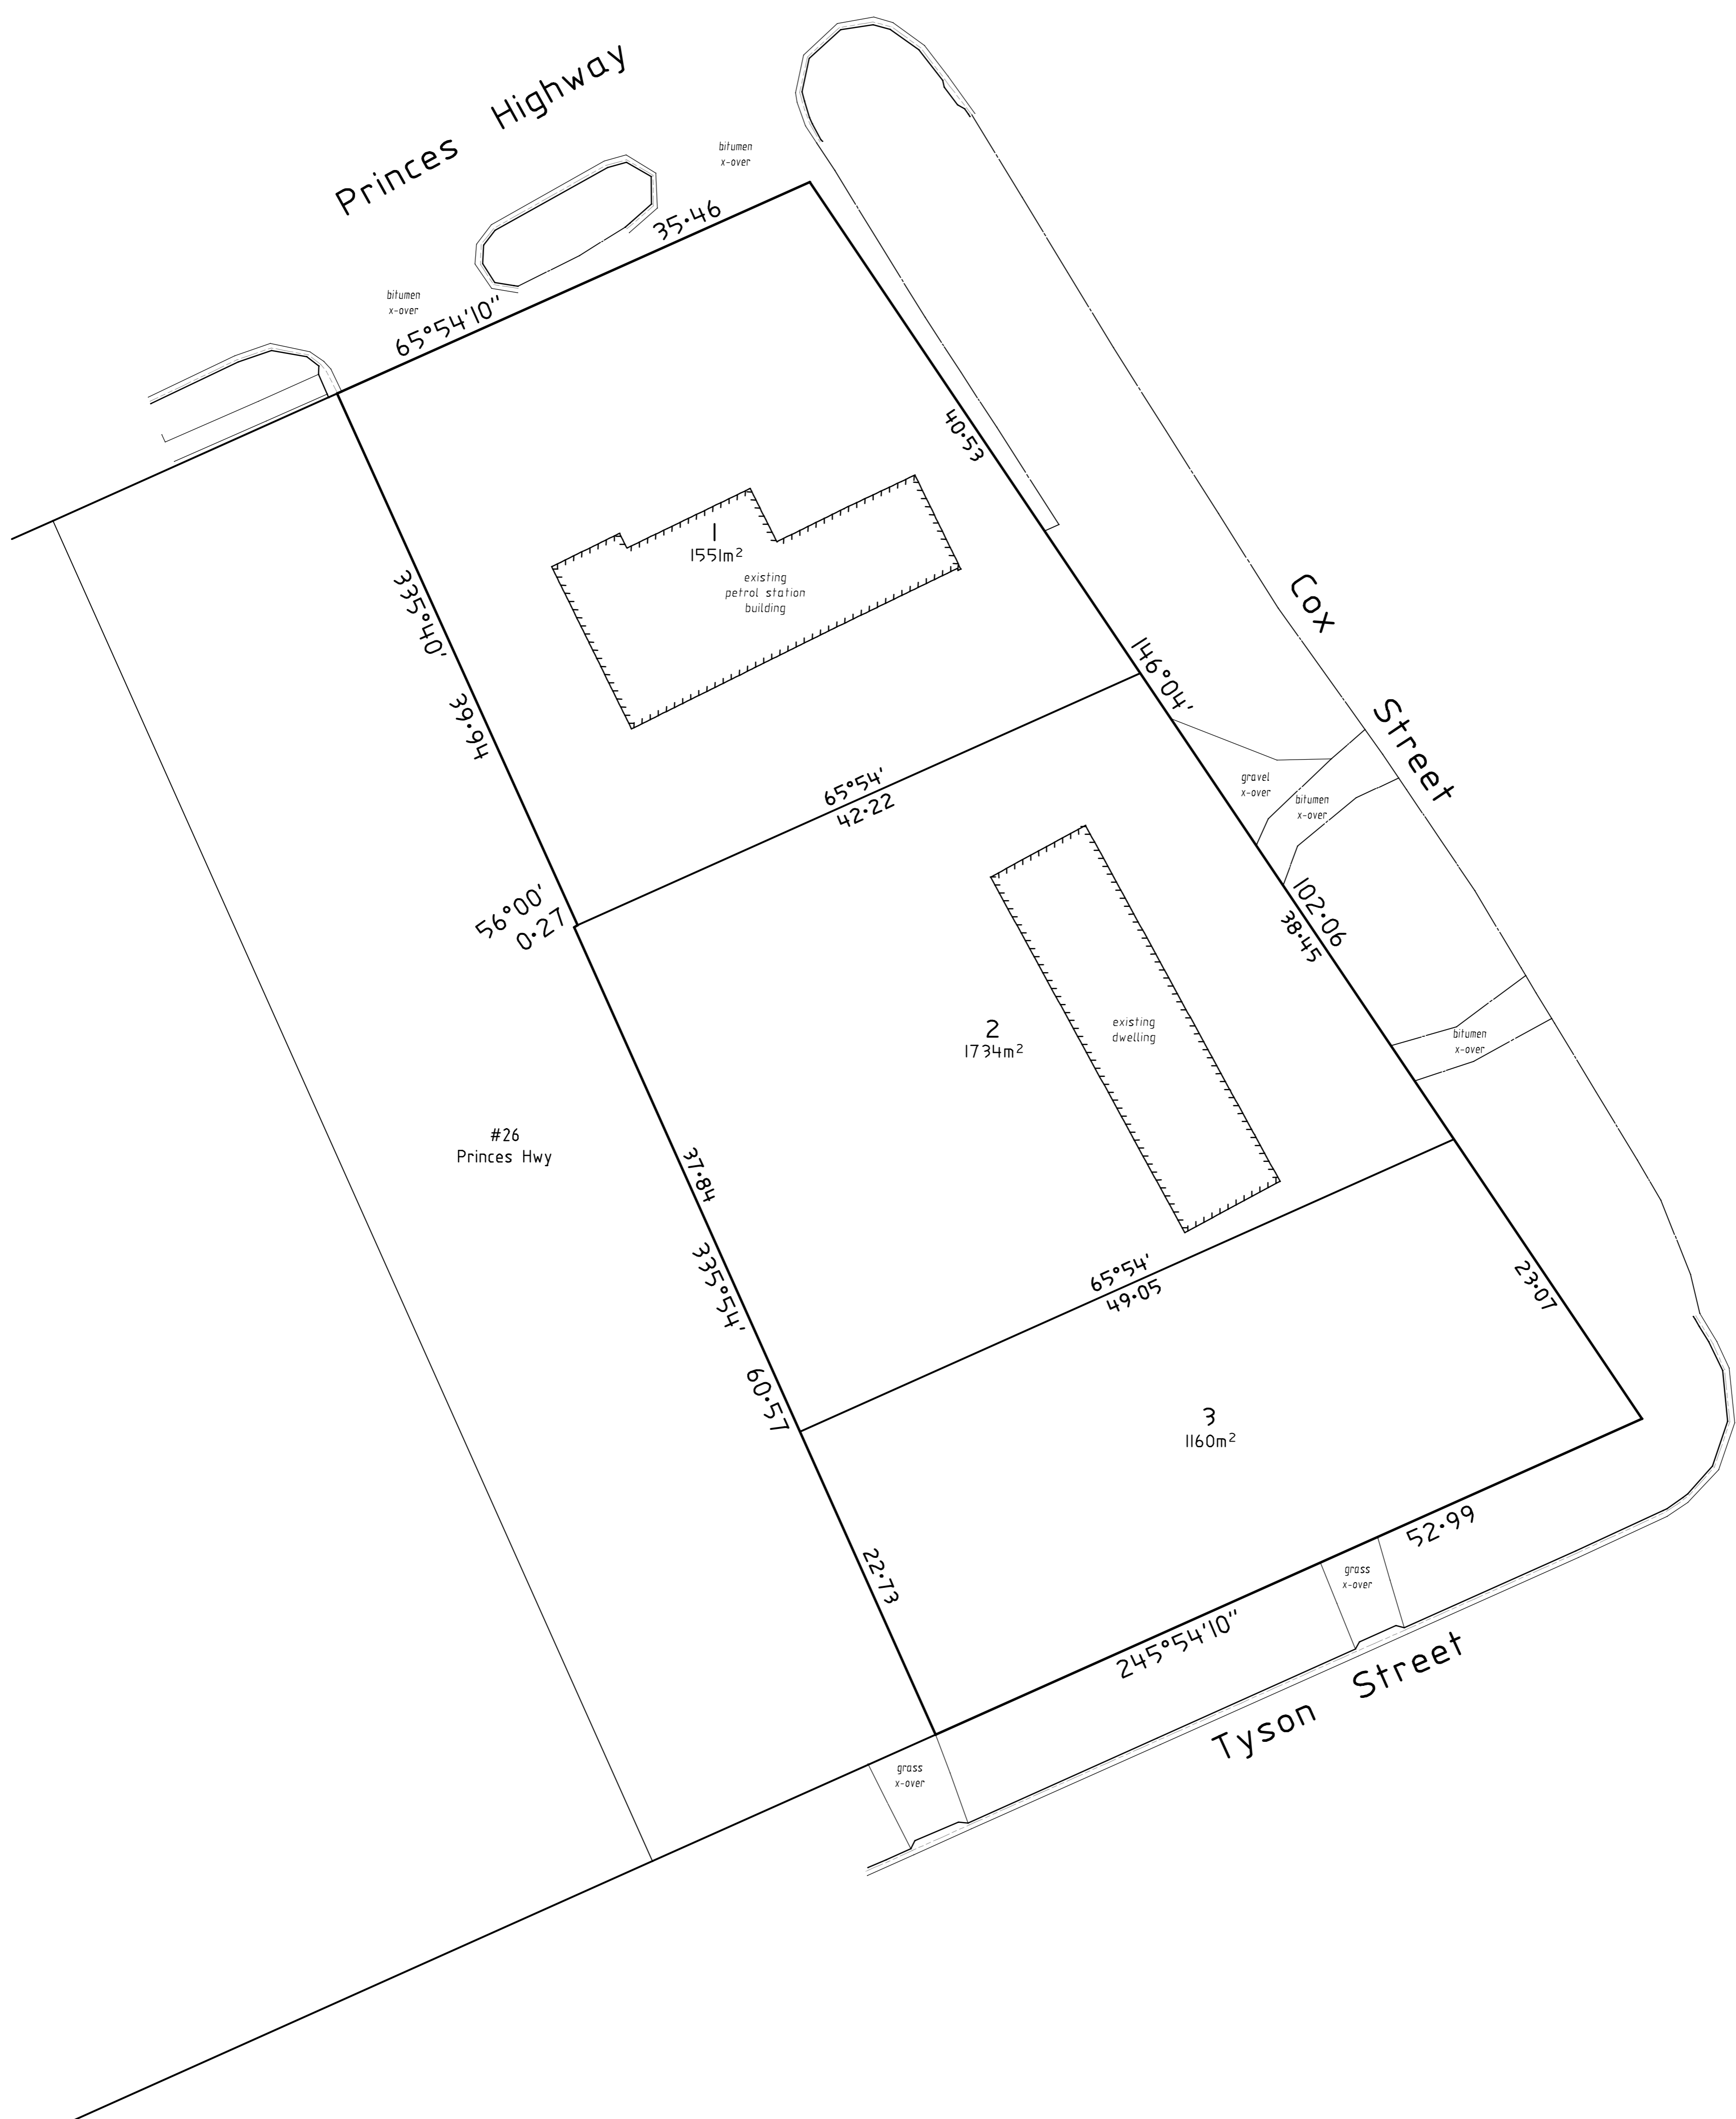 Princes Highway
bitumen
x-over
35·46
bitumen
x-over
65°54'10"
40·53
1
1551m²
existing
petrol station
building
335°40'
39·94
Cox Street
146°04'
65°54'
42·22
gravel
x-over
bitumen
x-over
56°00'
0·27
102·06
38·45
2
1734m²
existing
dwelling
bitumen
x-over
#26
Princes Hwy
37·84
335°54'
60·57
65°54'
49·05
23·07
3
1160m²
22·73
52·99
grass
x-over
245°54'10"
Tyson Street
grass
x-over